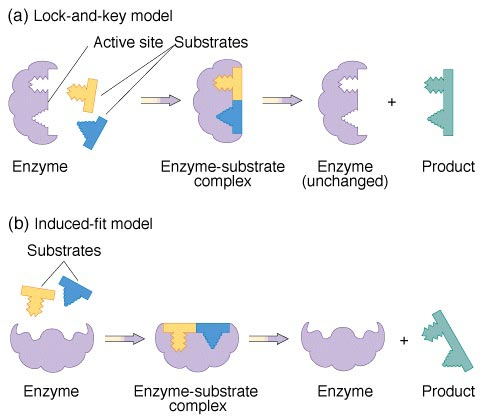 (a) Lock-and-key model
Active site
Substrates
+
Enzyme
Enzyme-substrate
complex
Enzyme
(unchanged)
Product
(b) Induced-fit model
Substrates
+
Enzyme
Enzyme-substrate
complex
Enzyme
Product